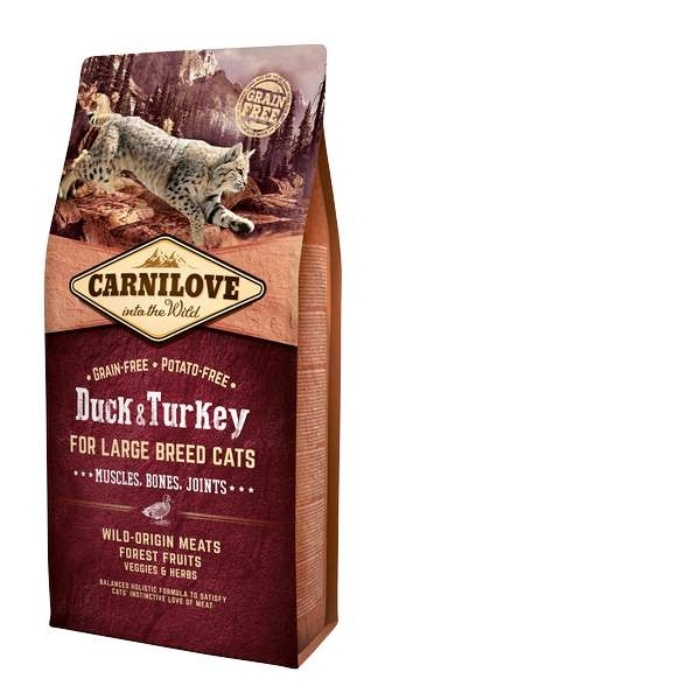 GRAIN
FREE
CARNILOVE
into the Wild
• GRAIN-FREE • POTATO-FREE •
Duck & Turkey
FOR LARGE BREED CATS
•••MUSCLES, BONES, JOINTS•••
WILD-ORIGIN MEATS
FOREST FRUITS
VEGGIES & HERBS
BALANCED HOLISTIC FORMULA TO SATISFY
CATS' INSTINCTIVE LOVE OF MEAT